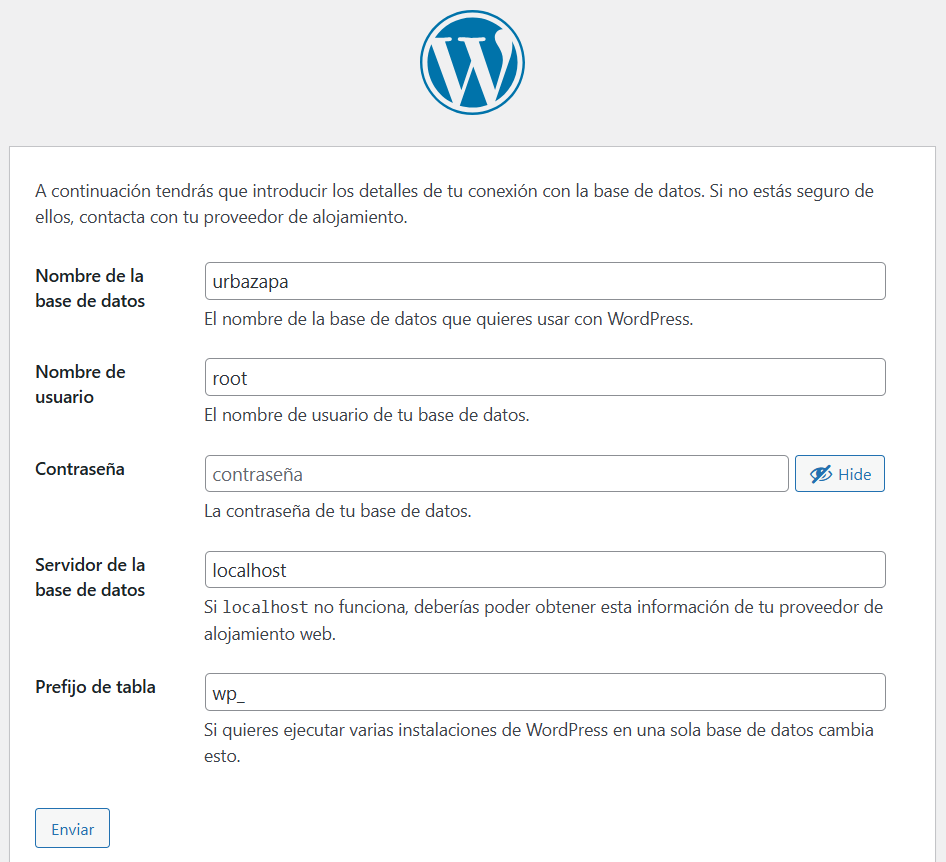 A continuación tendrás que introducir los detalles de tu conexión con la base de datos. Si no estás seguro de
ellos, contacta con tu proveedor de alojamiento.
Nombre de la
base de datos
urbazapa
El nombre de la base de datos que quieres usar con WordPress.
Nombre de
usuario
root
El nombre de usuario de tu base de datos.
Contraseña
contraseña
Hide
La contraseña de tu base de datos.
Servidor de la
base de datos
localhost
Si localhost no funciona, deberías poder obtener esta información de tu proveedor de
alojamiento web.
Prefijo de tabla
wp_
Si quieres ejecutar varias instalaciones de WordPress en una sola base de datos cambia
esto.
Enviar